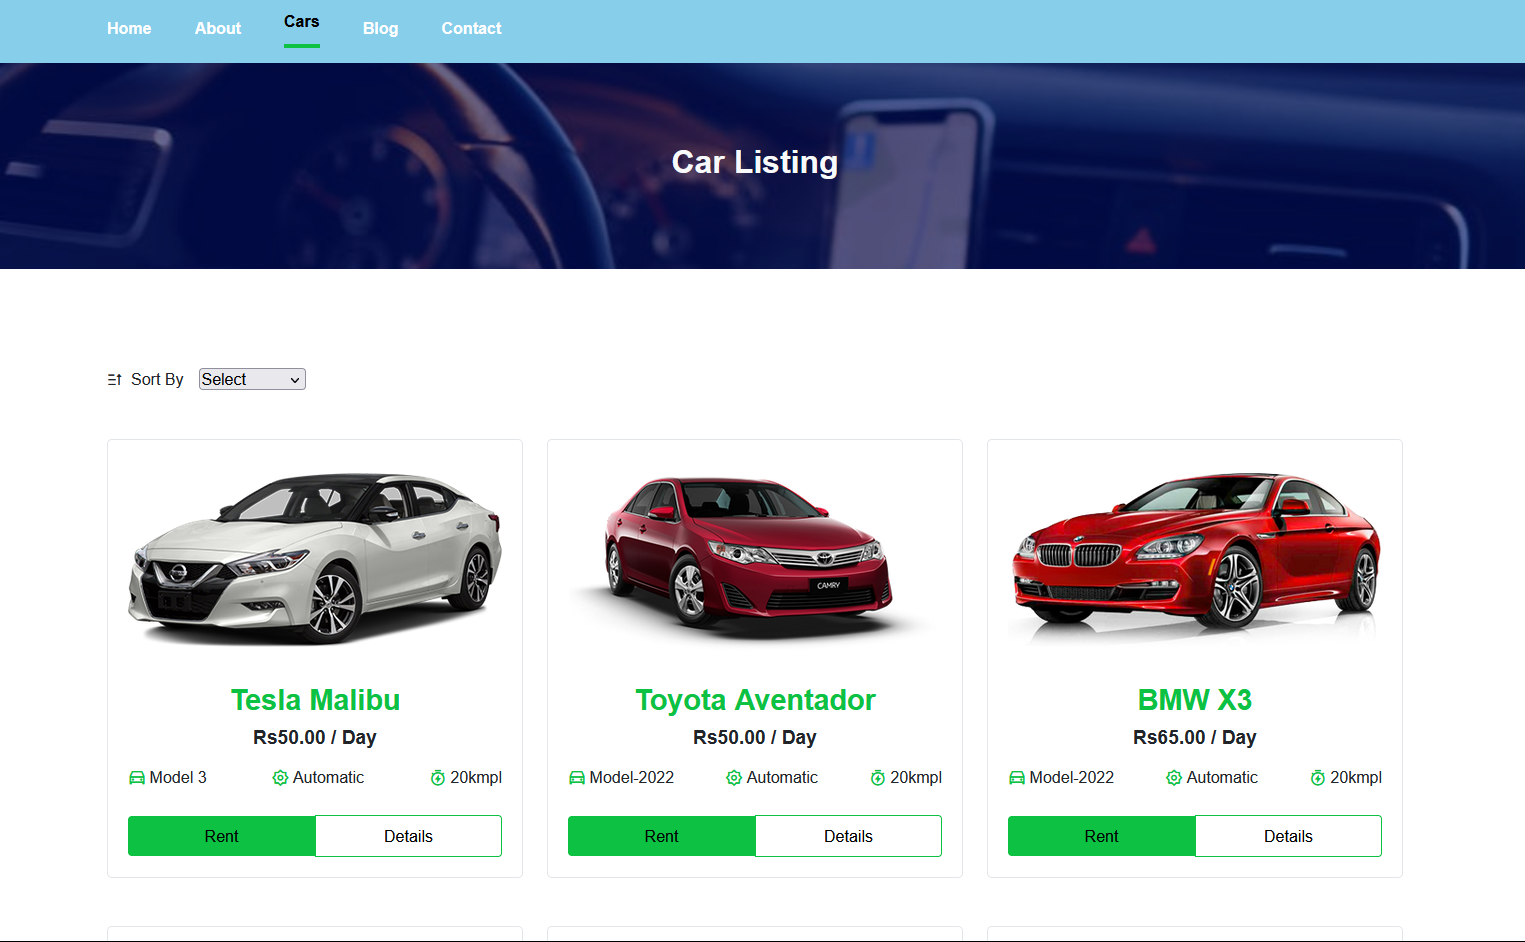 Home About Cars Blog Contact
Car Listing
Sort By Select
Tesla Malibu
Rs50.00 / Day
Model 3 Automatic 20kmpl
Rent Details
CAMRY
Toyota Aventador
Rs50.00 / Day
Model-2022 Automatic 20kmpl
Rent Details
BMW X3
Rs65.00 / Day
Model-2022 Automatic 20kmpl
Rent Details